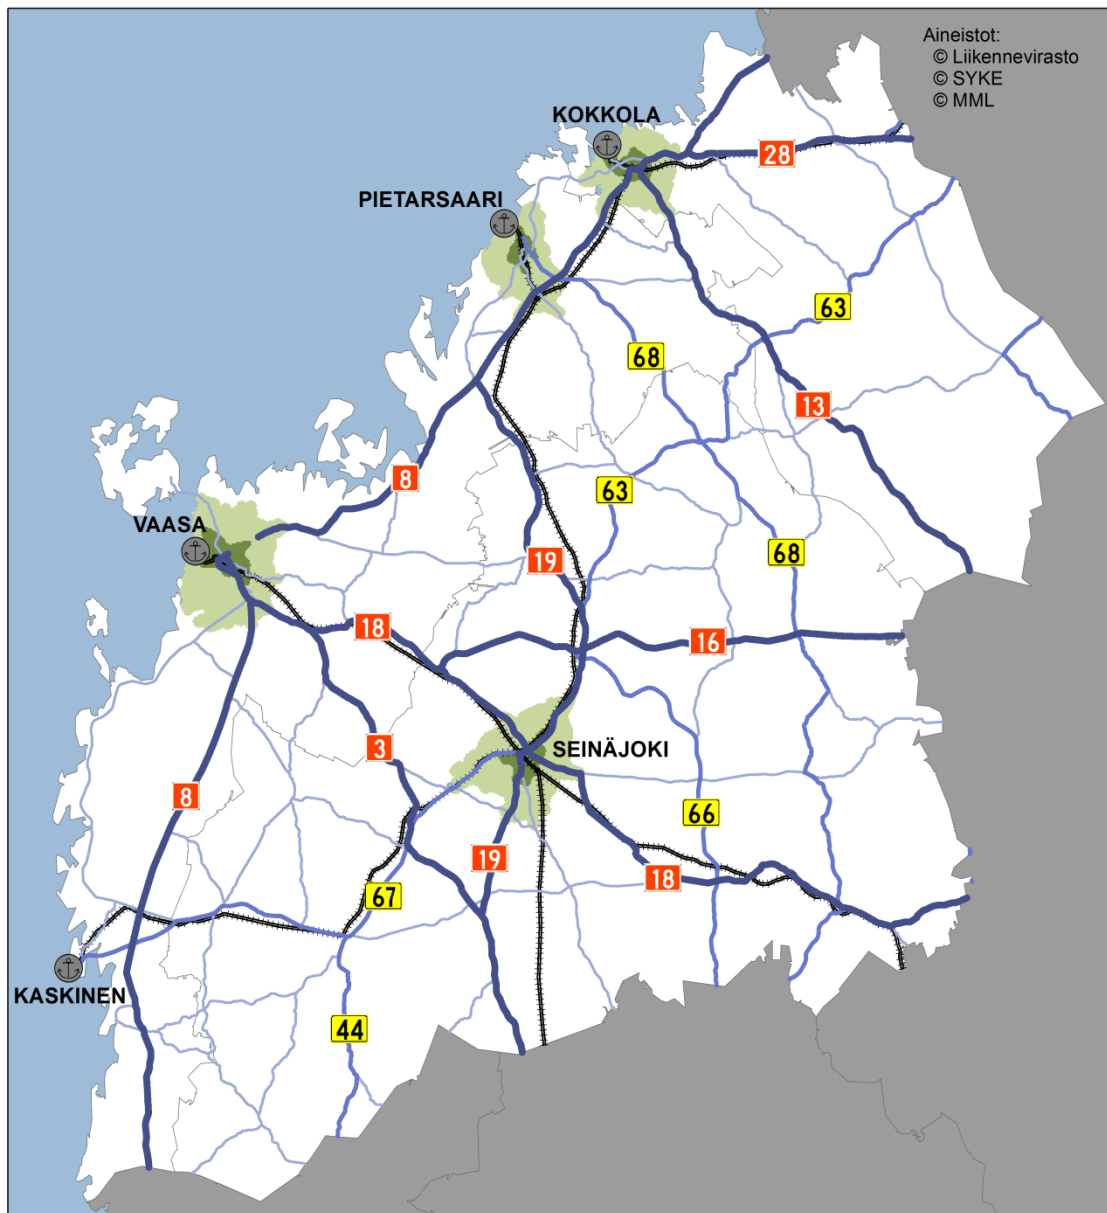 Aineistot:
© Liikennevirasto
© SYKE
© MML
KOKKOLA
28
PIETARSAARI
63
68
13
8
63
VAASA
68
19
18
16
3
SEINÄJOKI
8
66
19
18
67
KASKINEN
44